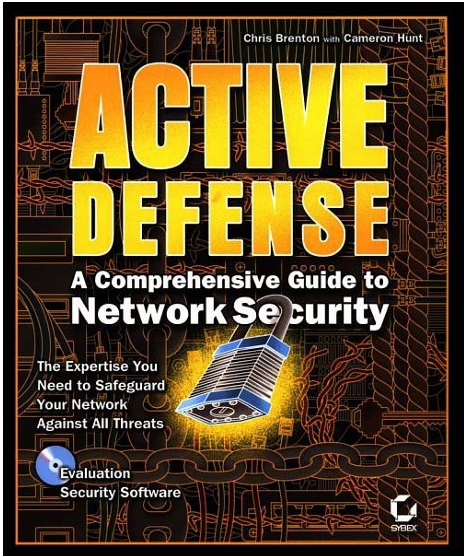 Chris Brenton with Cameron Hunt
ACTIVE
DEFENSE
A Comprehensive Guide to
Network Security
The Expertise You
Need to Safeguard
Your Network
Against All Threats
Evaluation
Security Software
SYBEX